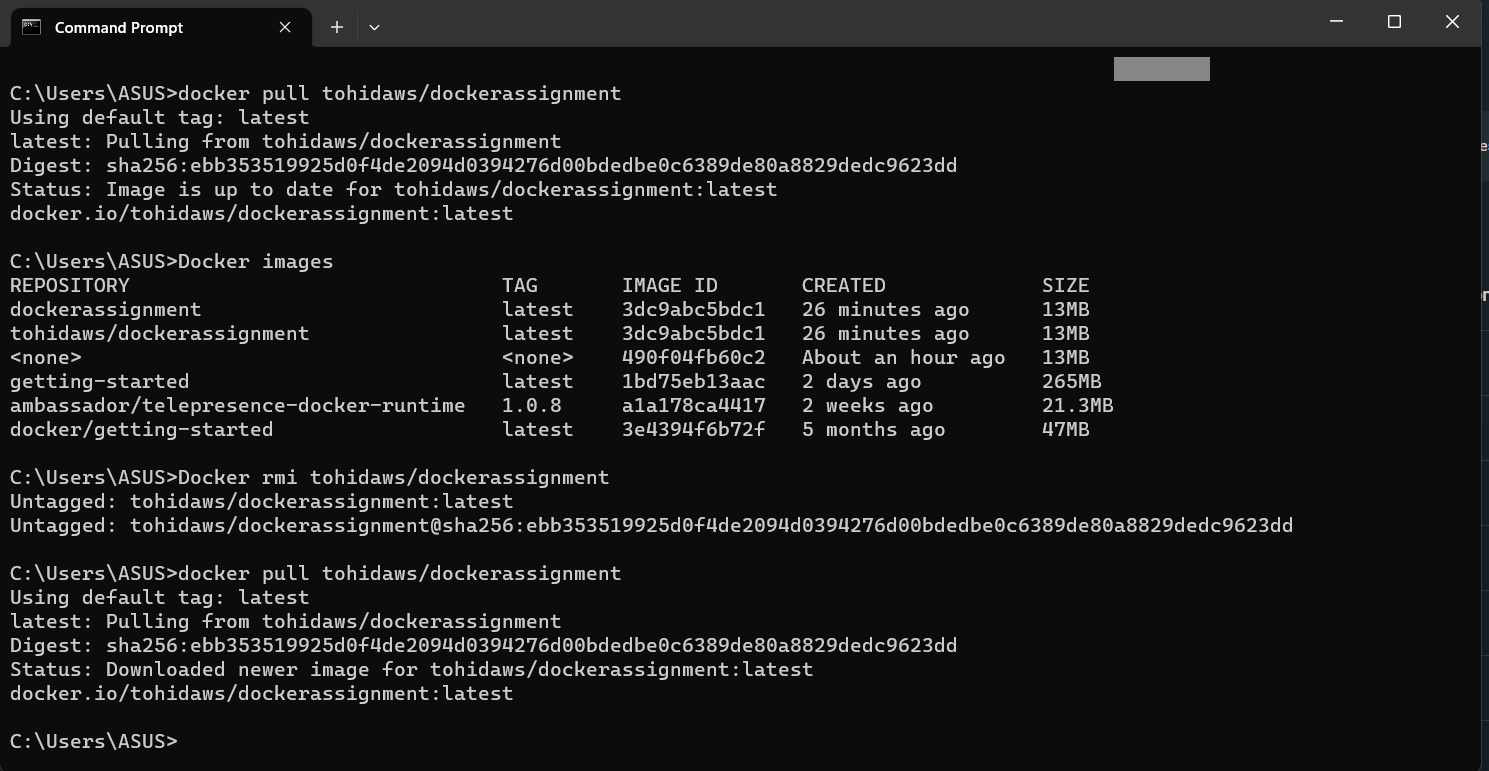 Command Prompt
C:\Users\ASUS>docker pull tohidaws/dockerassignment
Using default tag: latest
latest: Pulling from tohidaws/dockerassignment
Digest: sha256:ebb353519925d0f4de2094d0394276d00bdedbe0c6389de80a8829dedc9623dd
Status: Image is up to date for tohidaws/dockerassignment:latest
docker.io/tohidaws/dockerassignment:latest
C:\Users\ASUS>Docker images
REPOSITORY TAG IMAGE ID CREATED SIZE
dockerassignment latest 3dc9abc5bdc1 26 minutes ago 13MB
tohidaws/dockerassignment latest 3dc9abc5bdc1 26 minutes ago 13MB
<none> <none> 490f04fb60c2 About an hour ago 13MB
getting-started latest 1bd75eb13aac 2 days ago 265MB
ambassador/telepresence-docker-runtime 1.0.8 a1a178ca4417 2 weeks ago 21.3MB
docker/getting-started latest 3e4394f6b72f 5 months ago 47MB
C:\Users\ASUS>Docker rmi tohidaws/dockerassignment
Untagged: tohidaws/dockerassignment:latest
Untagged: tohidaws/dockerassignment@sha256:ebb353519925d0f4de2094d0394276d00bdedbe0c6389de80a8829dedc9623dd
C:\Users\ASUS>docker pull tohidaws/dockerassignment
Using default tag: latest
latest: Pulling from tohidaws/dockerassignment
Digest: sha256:ebb353519925d0f4de2094d0394276d00bdedbe0c6389de80a8829dedc9623dd
Status: Downloaded newer image for tohidaws/dockerassignment:latest
docker.io/tohidaws/dockerassignment:latest
C:\Users\ASUS>